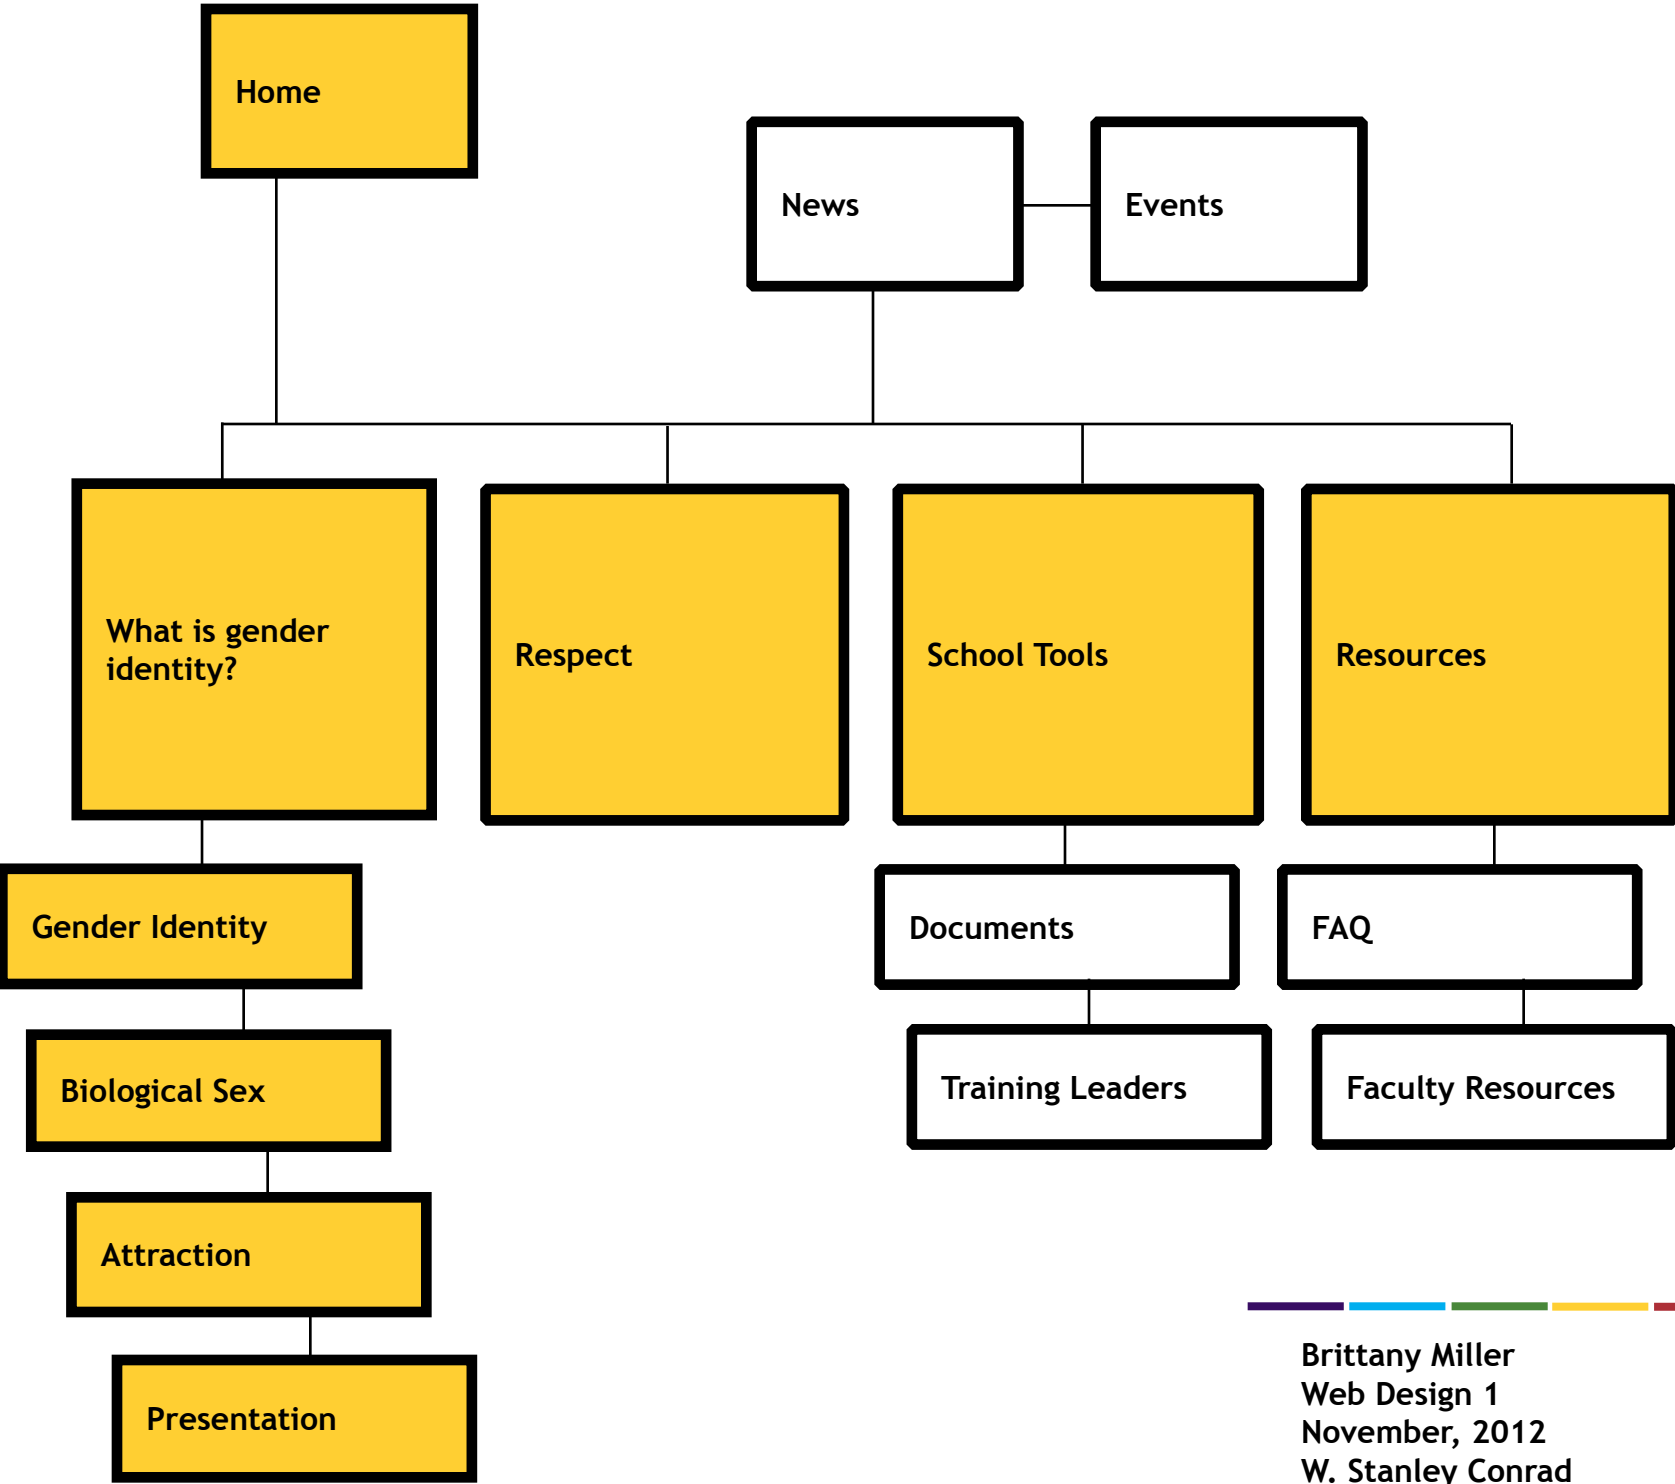 Home
News
Events
What is gender
identity?
Respect
School Tools
Resources
Gender Identity
Documents
FAQ
Biological Sex
Training Leaders
Faculty Resources
Attraction
Presentation
Brittany Miller
Web Design 1
November, 2012
W. Stanley Conrad